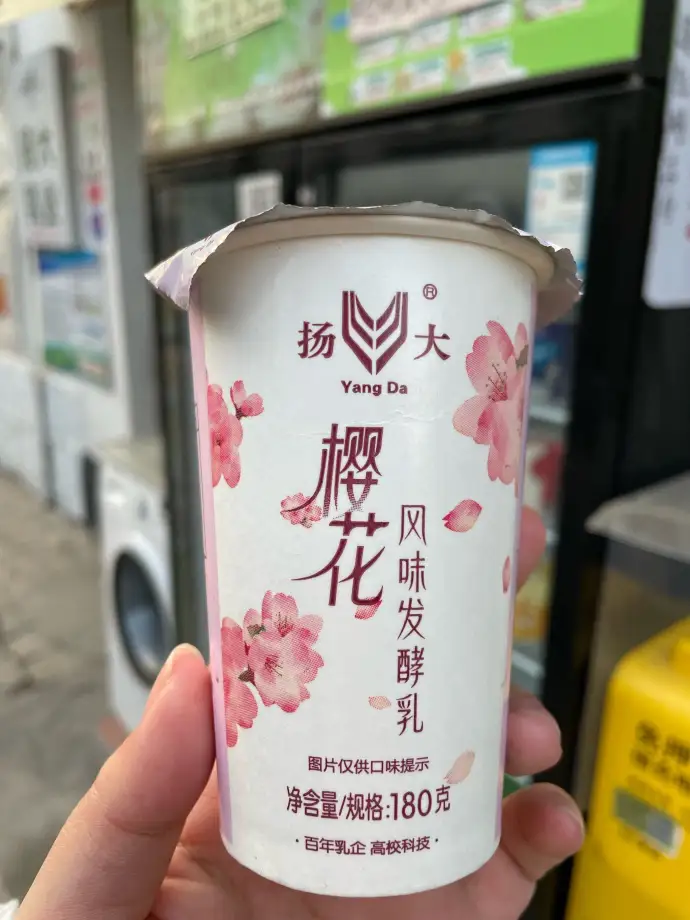 扬大®
Yang Da
樱花
风味发酵乳
图片仅供口味提示
净含量/规格:180克
·百年乳企 高校科技·